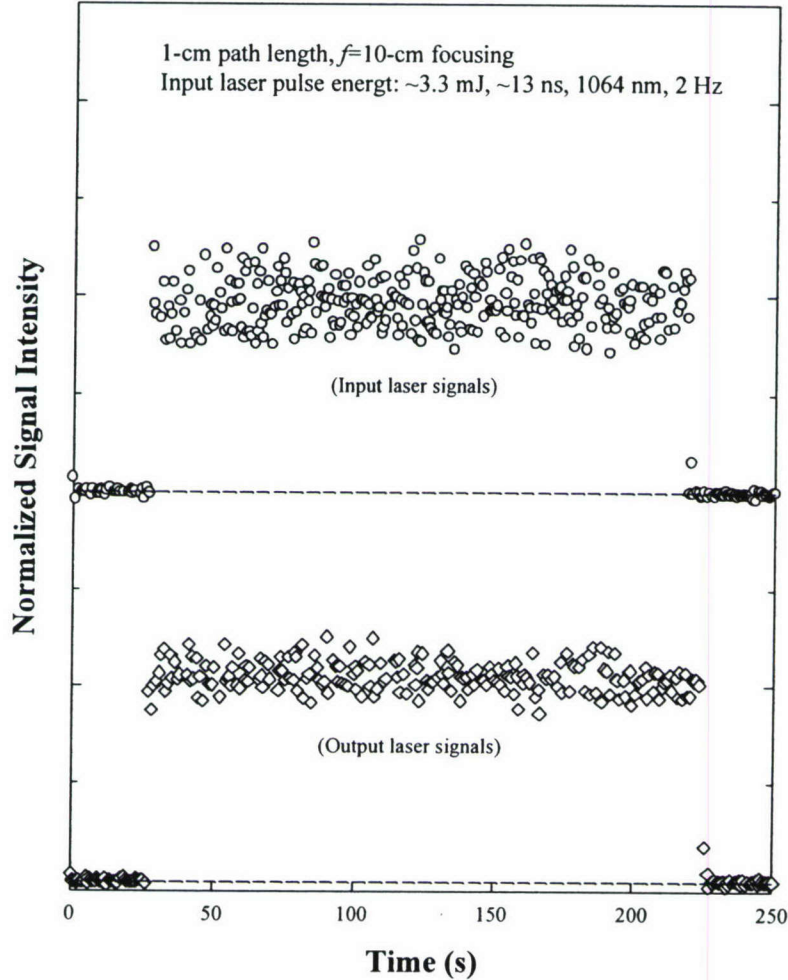 1-cm path length, f=10-cm focusing
Input laser pulse energt: ~3.3 mJ, ~13 ns, 1064 nm, 2 Hz
Normalized Signal Intensity
(Input laser signals)
(Output laser signals)
0 50 100 150 200 250
Time (s)